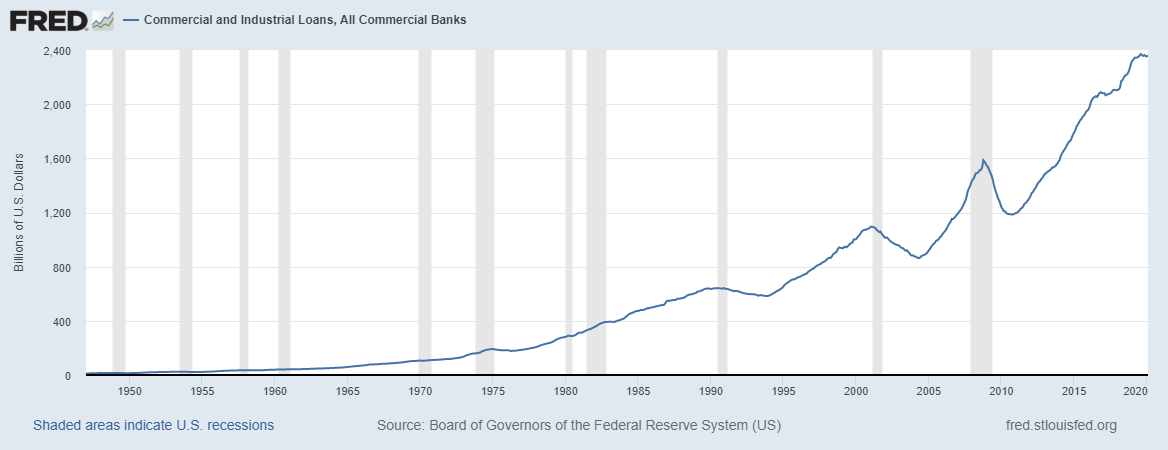 FRED
Commercial and Industrial Loans, All Commercial Banks
Billions of U.S. Dollars
2,400
2,000
1,600
1,200
800
400
0
1950 1955 1960 1965 1970 1975 1980 1985 1990 1995 2000 2005 2010 2015 2020
Shaded areas indicate U.S. recessions
Source: Board of Governors of the Federal Reserve System (US)
fred.stlouisfed.org